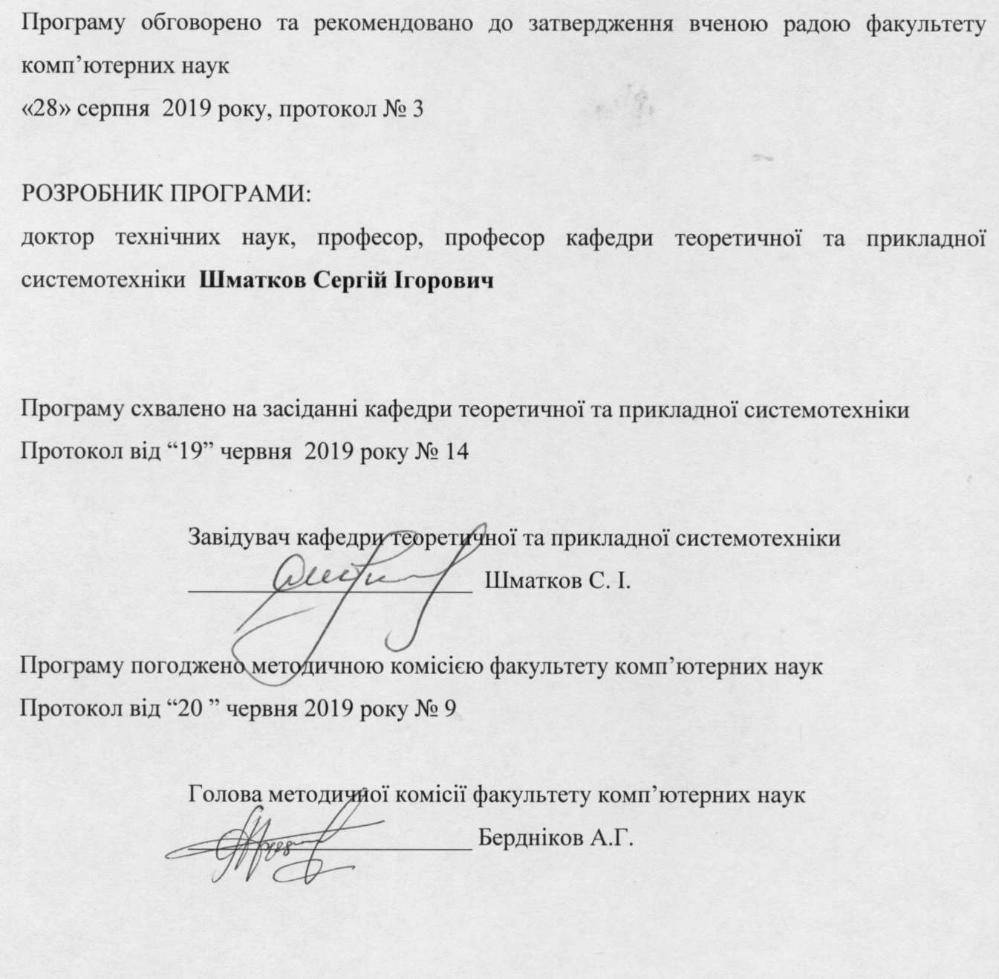 Програму обговорено та рекомендовано до затвердження вченою радою факультету
комп’ютерних наук
«28» серпня 2019 року, протокол № 3
РОЗРОБНИК ПРОГРАМИ:
доктор технічних наук, професор, професор кафедри теоретичної та прикладної
системотехніки Шматков Сергій Ігорович
Програму схвалено на засіданні кафедри теоретичної та прикладної системотехніки
Протокол від “19” червня 2019 року № 14
Завідувач кафедри теоретичної та прикладної системотехніки
Шматков С. І.
Програму погоджено методичною комісією факультету комп’ютерних наук
Протокол від “20 ” червня 2019 року № 9
Голова методичної комісії факультету комп’ютерних наук
Бердніков А.Г.